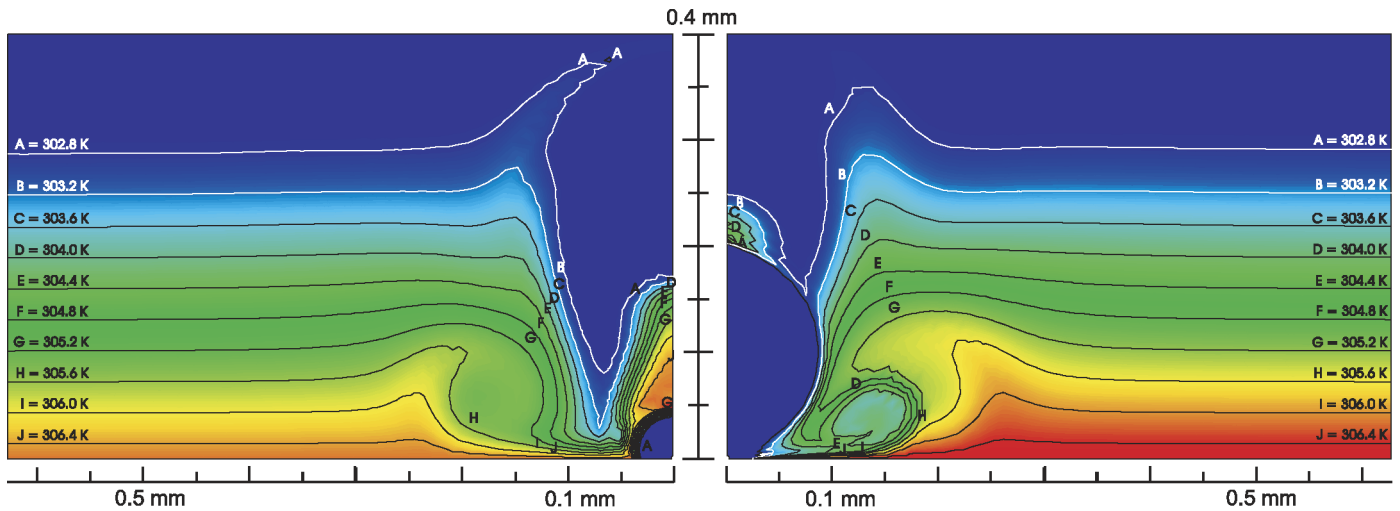 0.4 mm
A A
A = 302.8 K
B = 303.2 K
C = 303.6 K
D = 304.0 K
E = 304.4 K
F = 304.8 K
G = 305.2 K
H = 305.6 K
I = 306.0 K
J = 306.4 K
B
C
D
E
F
G
H
I J
A
D
E
F
G
J
G
A
0.5 mm 0.1 mm
A
B
C
D
E
F
G
D
H
E I I
B
C
D
A
A = 302.8 K
B = 303.2 K
C = 303.6 K
D = 304.0 K
E = 304.4 K
F = 304.8 K
G = 305.2 K
H = 305.6 K
I = 306.0 K
J = 306.4 K
0.1 mm 0.5 mm